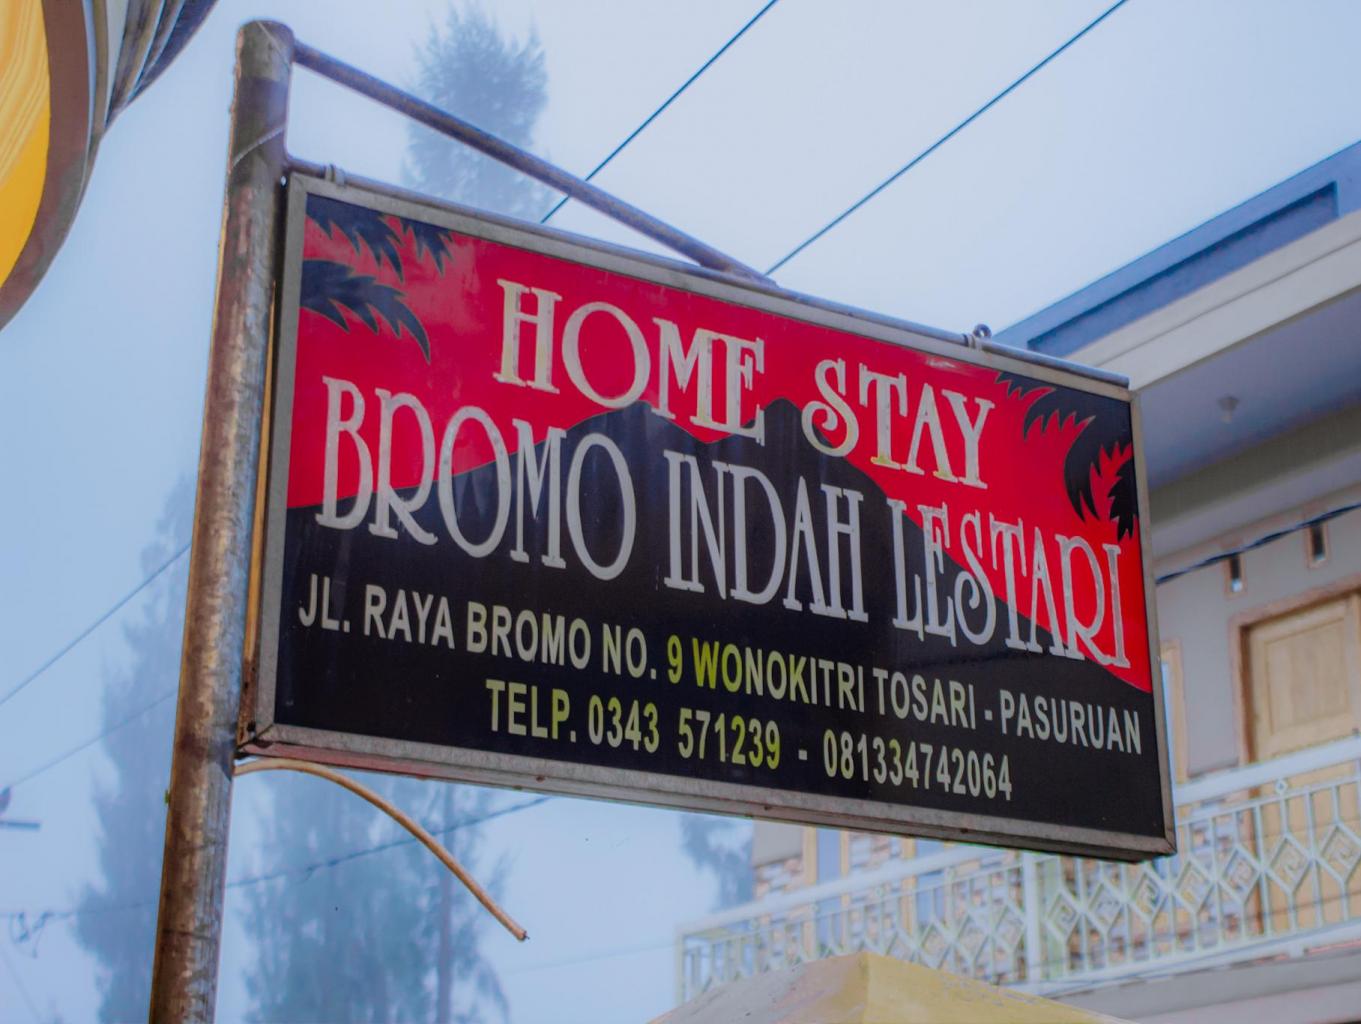 HOME STAY
BROMO INDAH LESTARI
JL. RAYA BROMO NO. 9 WONOKITRI TOSARI - PASURUAN
TELP. 0343 571239 - 081334742064